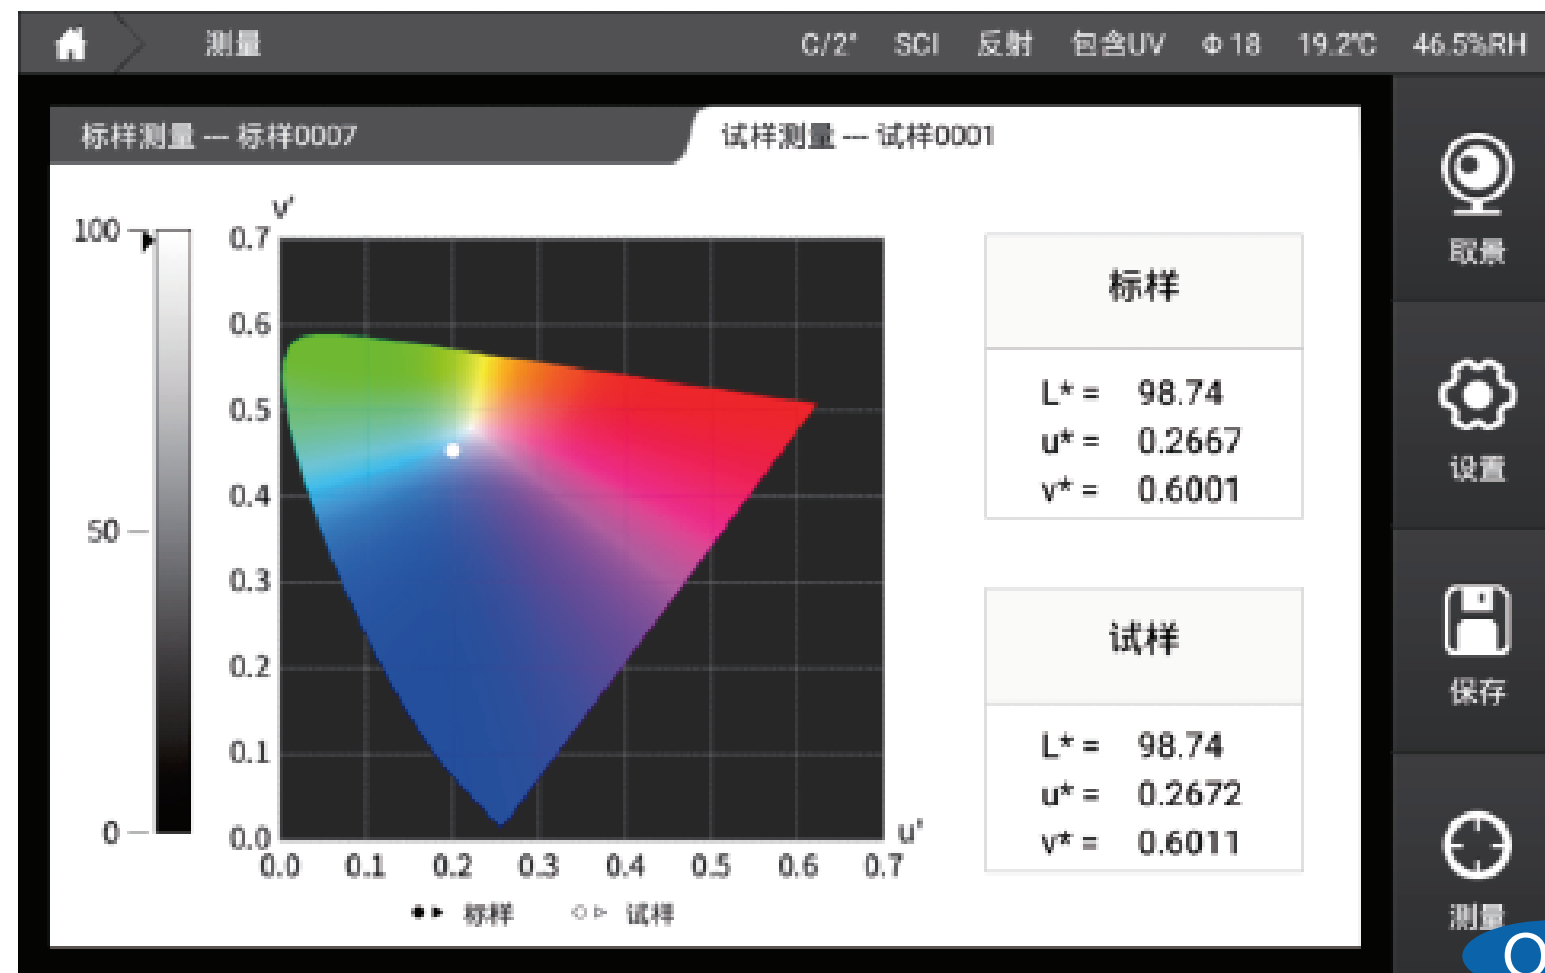 测量 C/2° SCI 反射 包含UV Φ18 19.2℃ 46.5%RH
标样测量 --- 标样0007
试样测量 --- 试样0001
v'
100
50
0
0.7
0.6
0.5
0.4
0.3
0.2
0.1
0.0
0.0 0.1 0.2 0.3 0.4 0.5 0.6 0.7
u'
标样 试样
标样
L* = 98.74
u* = 0.2667
v* = 0.6001
试样
L* = 98.74
u* = 0.2672
v* = 0.6011
取景
设置
保存
测量